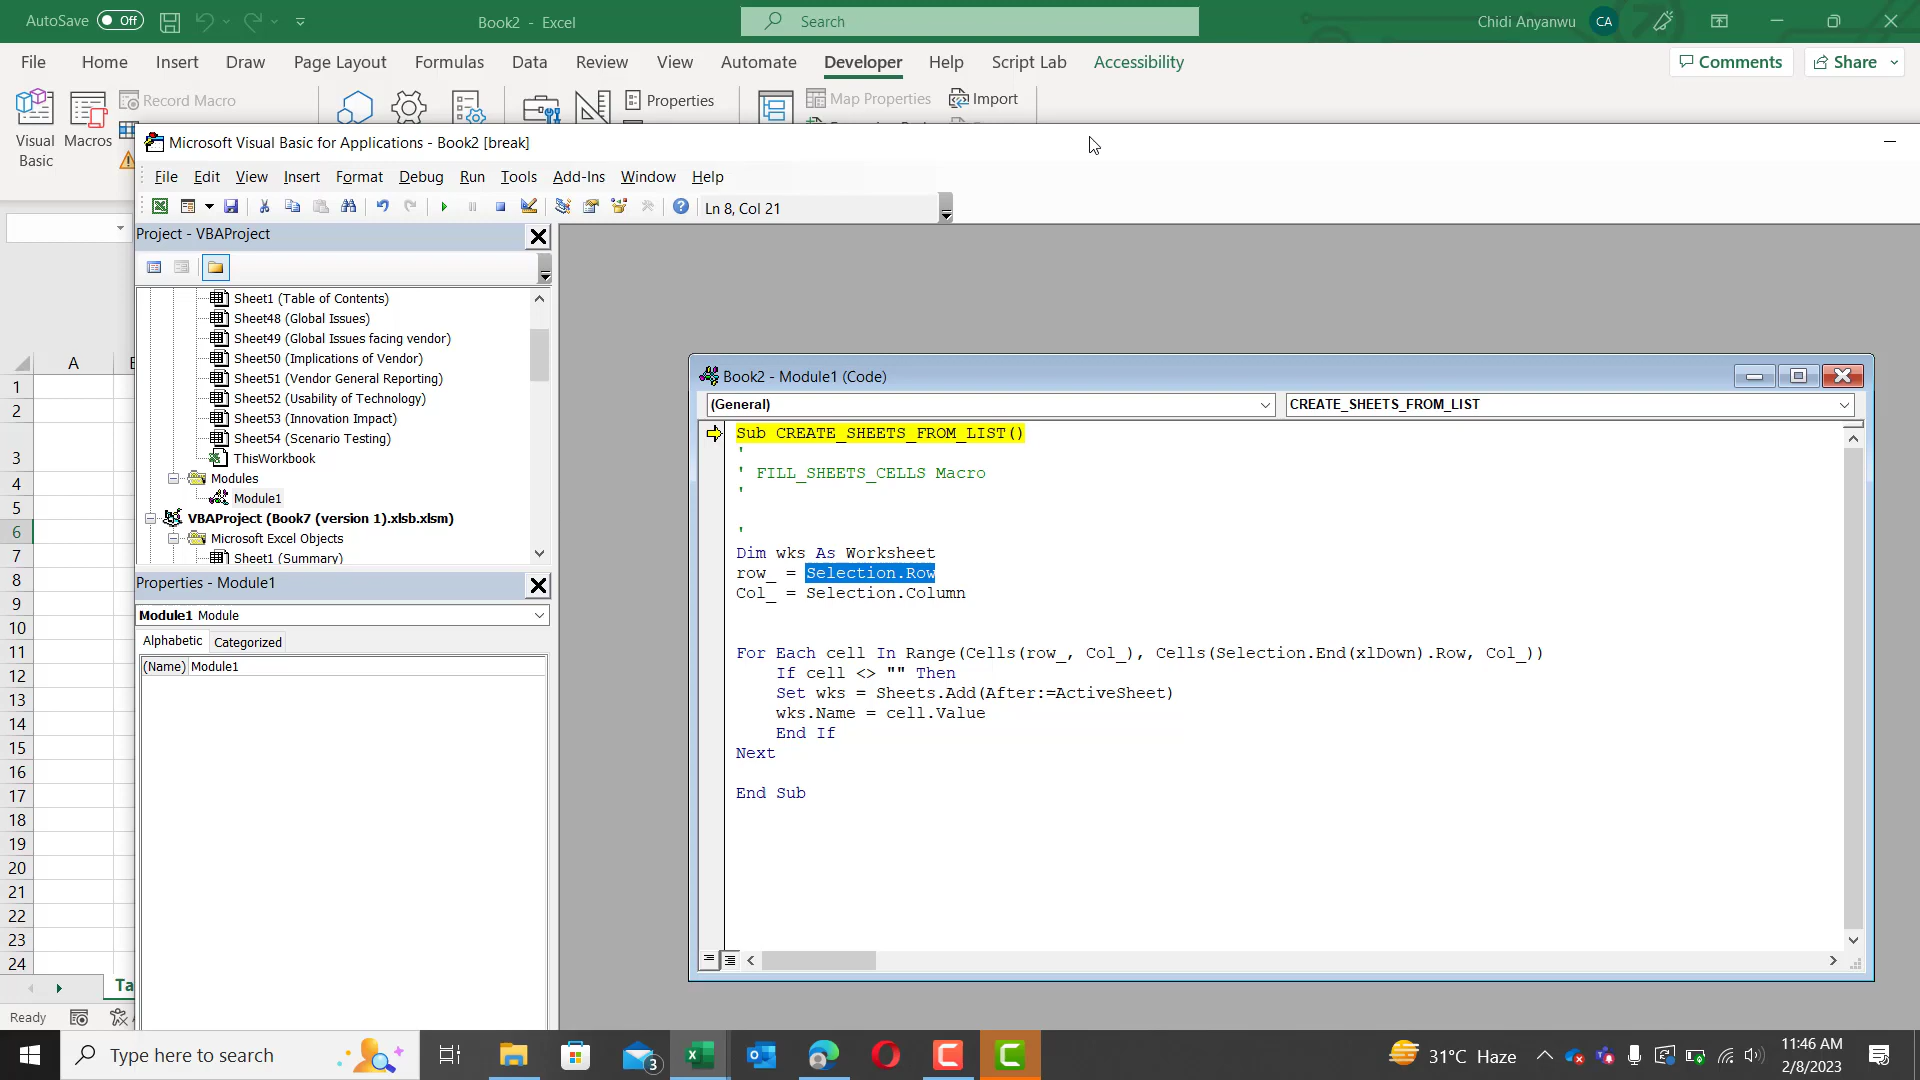 AutoSave Off Book2 - Excel Search Chidi Anyanwu CA
File Home Insert Draw Page Layout Formulas Data Review View Automate Developer Help Script Lab Accessibility Comments Share
Visual Basic
Macros
Record Macro
Properties
Map Properties
Import
Microsoft Visual Basic for Applications - Book2 [break]
File Edit View Insert Format Debug Run Tools Add-Ins Window Help
Ln 8, Col 21
Project - VBAProject
Sheet1 (Table of Contents)
Sheet48 (Global Issues)
Sheet49 (Global Issues facing vendor)
Sheet50 (Implications of Vendor)
Sheet51 (Vendor General Reporting)
Sheet52 (Usability of Technology)
Sheet53 (Innovation Impact)
Sheet54 (Scenario Testing)
ThisWorkbook
Modules
Module1
VBAProject (Book7 (version 1).xlsb.xlsm)
Microsoft Excel Objects
Sheet1 (Summary)
Properties - Module1
Module1 Module
Alphabetic Categorized
(Name) Module1
Book2 - Module1 (Code)
(General) CREATE_SHEETS_FROM_LIST
Sub CREATE_SHEETS_FROM_LIST()
'
' FILL_SHEETS_CELLS Macro
'
'
Dim wks As Worksheet
row_ = Selection.Row
Col_ = Selection.Column
For Each cell In Range(Cells(row_, Col_), Cells(Selection.End(xlDown).Row, Col_))
If cell <> "" Then
Set wks = Sheets.Add(After:=ActiveSheet)
wks.Name = cell.Value
End If
Next
End Sub
A
1
2
3
4
5
6
7
8
9
10
11
12
13
14
15
16
17
18
19
20
21
22
23
24
Ta
Ready
Type here to search
3
31°C Haze
11:46 AM
2/8/2023